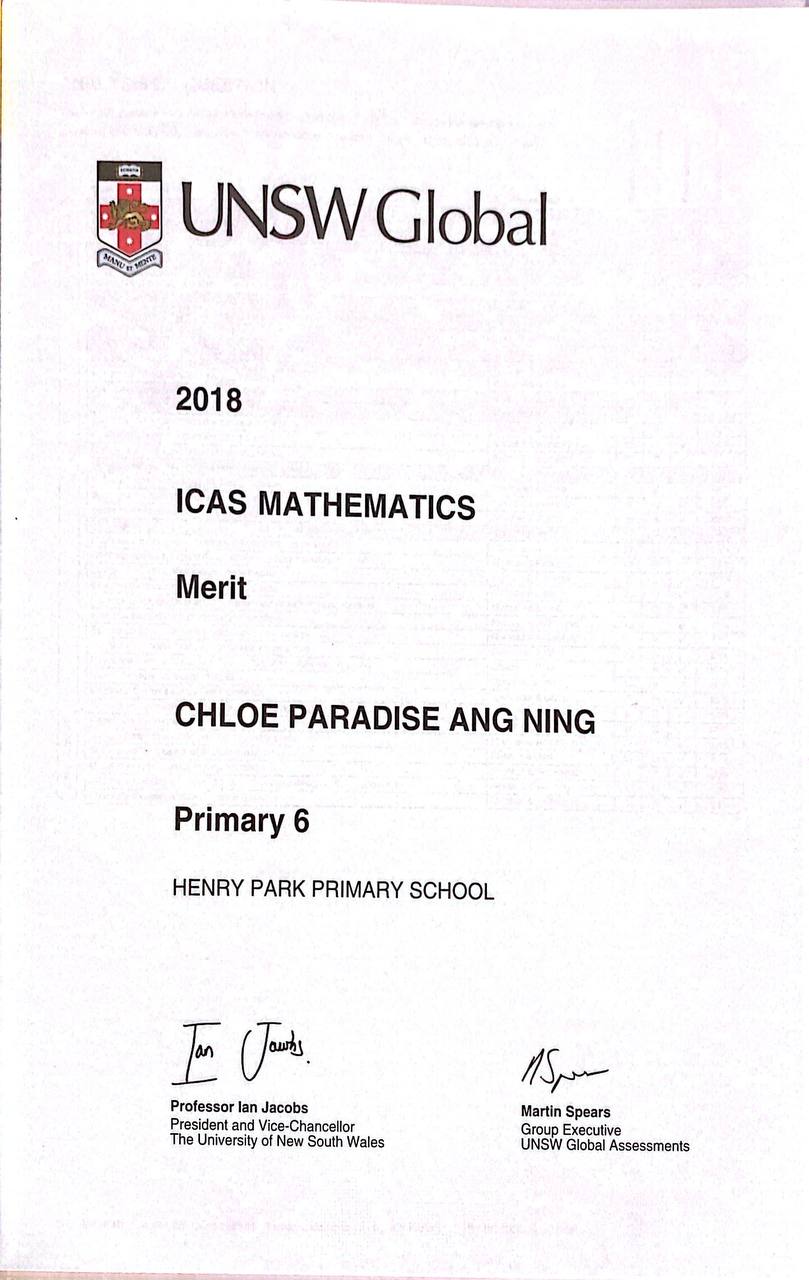 SCIENTIA
MANU ET MENTE
UNSW Global
2018
ICAS MATHEMATICS
Merit
CHLOE PARADISE ANG NING
Primary 6
HENRY PARK PRIMARY SCHOOL
Ian Jacobs.
Professor Ian Jacobs
President and Vice-Chancellor
The University of New South Wales
Martin Spears
Group Executive
UNSW Global Assessments